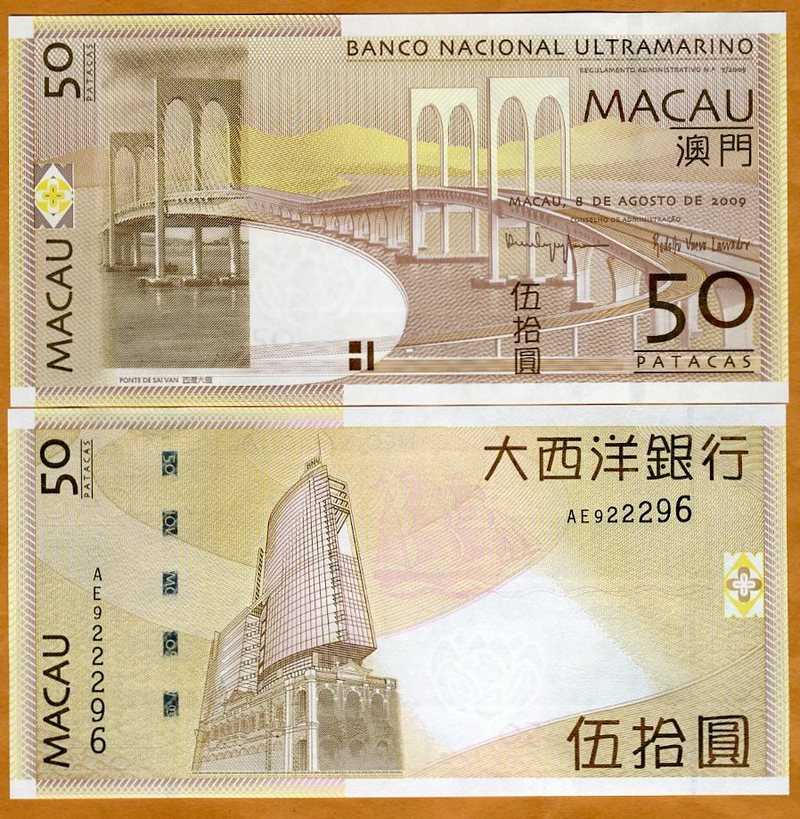 50
PATACAS
BANCO NACIONAL ULTRAMARINO
REGULAMENTO ADMINISTRATIVO N.º 7/2009
MACAU
澳門
MACAU, 8 DE AGOSTO DE 2009
CONSELHO DE ADMINISTRAÇÃO
MACAU
伍拾圓
50
PATACAS
PONTE DE SAI VAN 西灣大橋
50
PATACAS
BNU
大西洋銀行
AE922296
AE922296
MACAU
伍拾圓